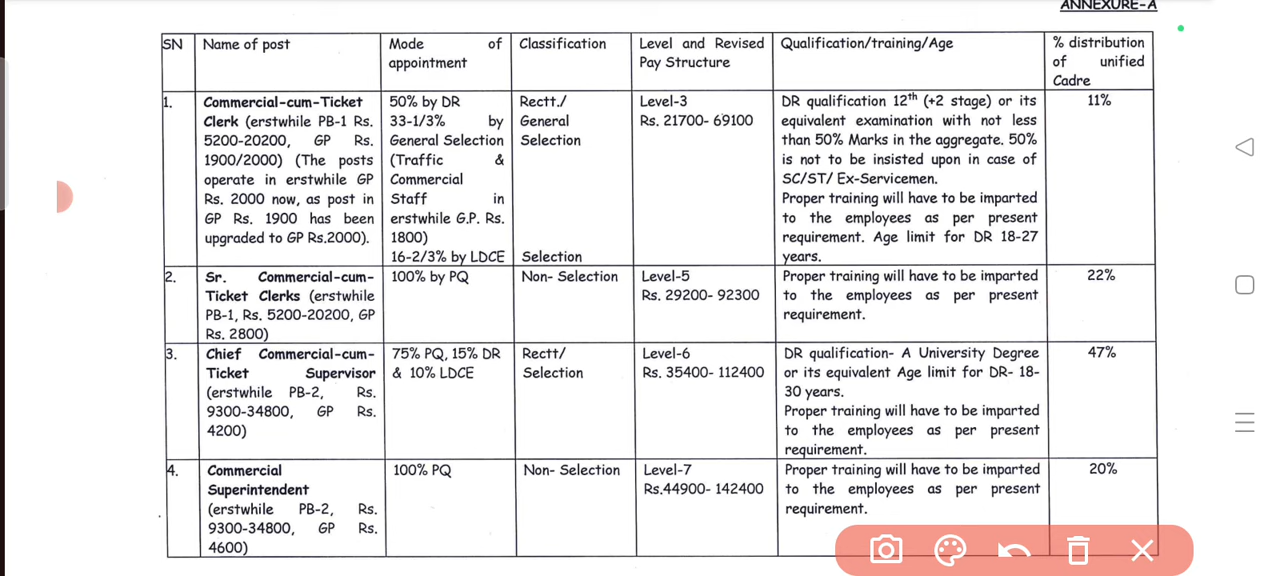 ANNEXURE-A
SN
Name of post
Mode of
appointment
Classification
Level and Revised
Pay Structure
Qualification/training/Age
% distribution
of unified
Cadre
1.
Commercial-cum-Ticket
Clerk (erstwhile PB-1 Rs.
5200-20200, GP Rs.
1900/2000) (The posts
operate in erstwhile GP
Rs. 2000 now, as post in
GP Rs. 1900 has been
upgraded to GP Rs.2000).
50% by DR
33-1/3% by
General Selection
(Traffic &
Commercial
Staff in
erstwhile G.P. Rs.
1800)
16-2/3% by LDCE
Rectt./
General
Selection
Selection
Level-3
Rs. 21700- 69100
DR qualification 12th (+2 stage) or its
equivalent examination with not less
than 50% Marks in the aggregate. 50%
is not to be insisted upon in case of
SC/ST/ Ex-Servicemen.
Proper training will have to be imparted
to the employees as per present
requirement. Age limit for DR 18-27
years.
11%
2.
Sr. Commercial-cum-
Ticket Clerks (erstwhile
PB-1, Rs. 5200-20200, GP
Rs. 2800)
100% by PQ
Non- Selection
Level-5
Rs. 29200- 92300
Proper training will have to be imparted
to the employees as per present
requirement.
22%
3.
Chief Commercial-cum-
Ticket Supervisor
(erstwhile PB-2, Rs.
9300-34800, GP Rs.
4200)
75% PQ, 15% DR
& 10% LDCE
Rectt/
Selection
Level-6
Rs. 35400- 112400
DR qualification- A University Degree
or its equivalent Age limit for DR- 18-
30 years.
Proper training will have to be imparted
to the employees as per present
requirement.
47%
4.
Commercial
Superintendent
(erstwhile PB-2, Rs.
9300-34800, GP Rs.
4600)
100% PQ
Non- Selection
Level-7
Rs.44900- 142400
Proper training will have to be imparted
to the employees as per present
requirement.
20%